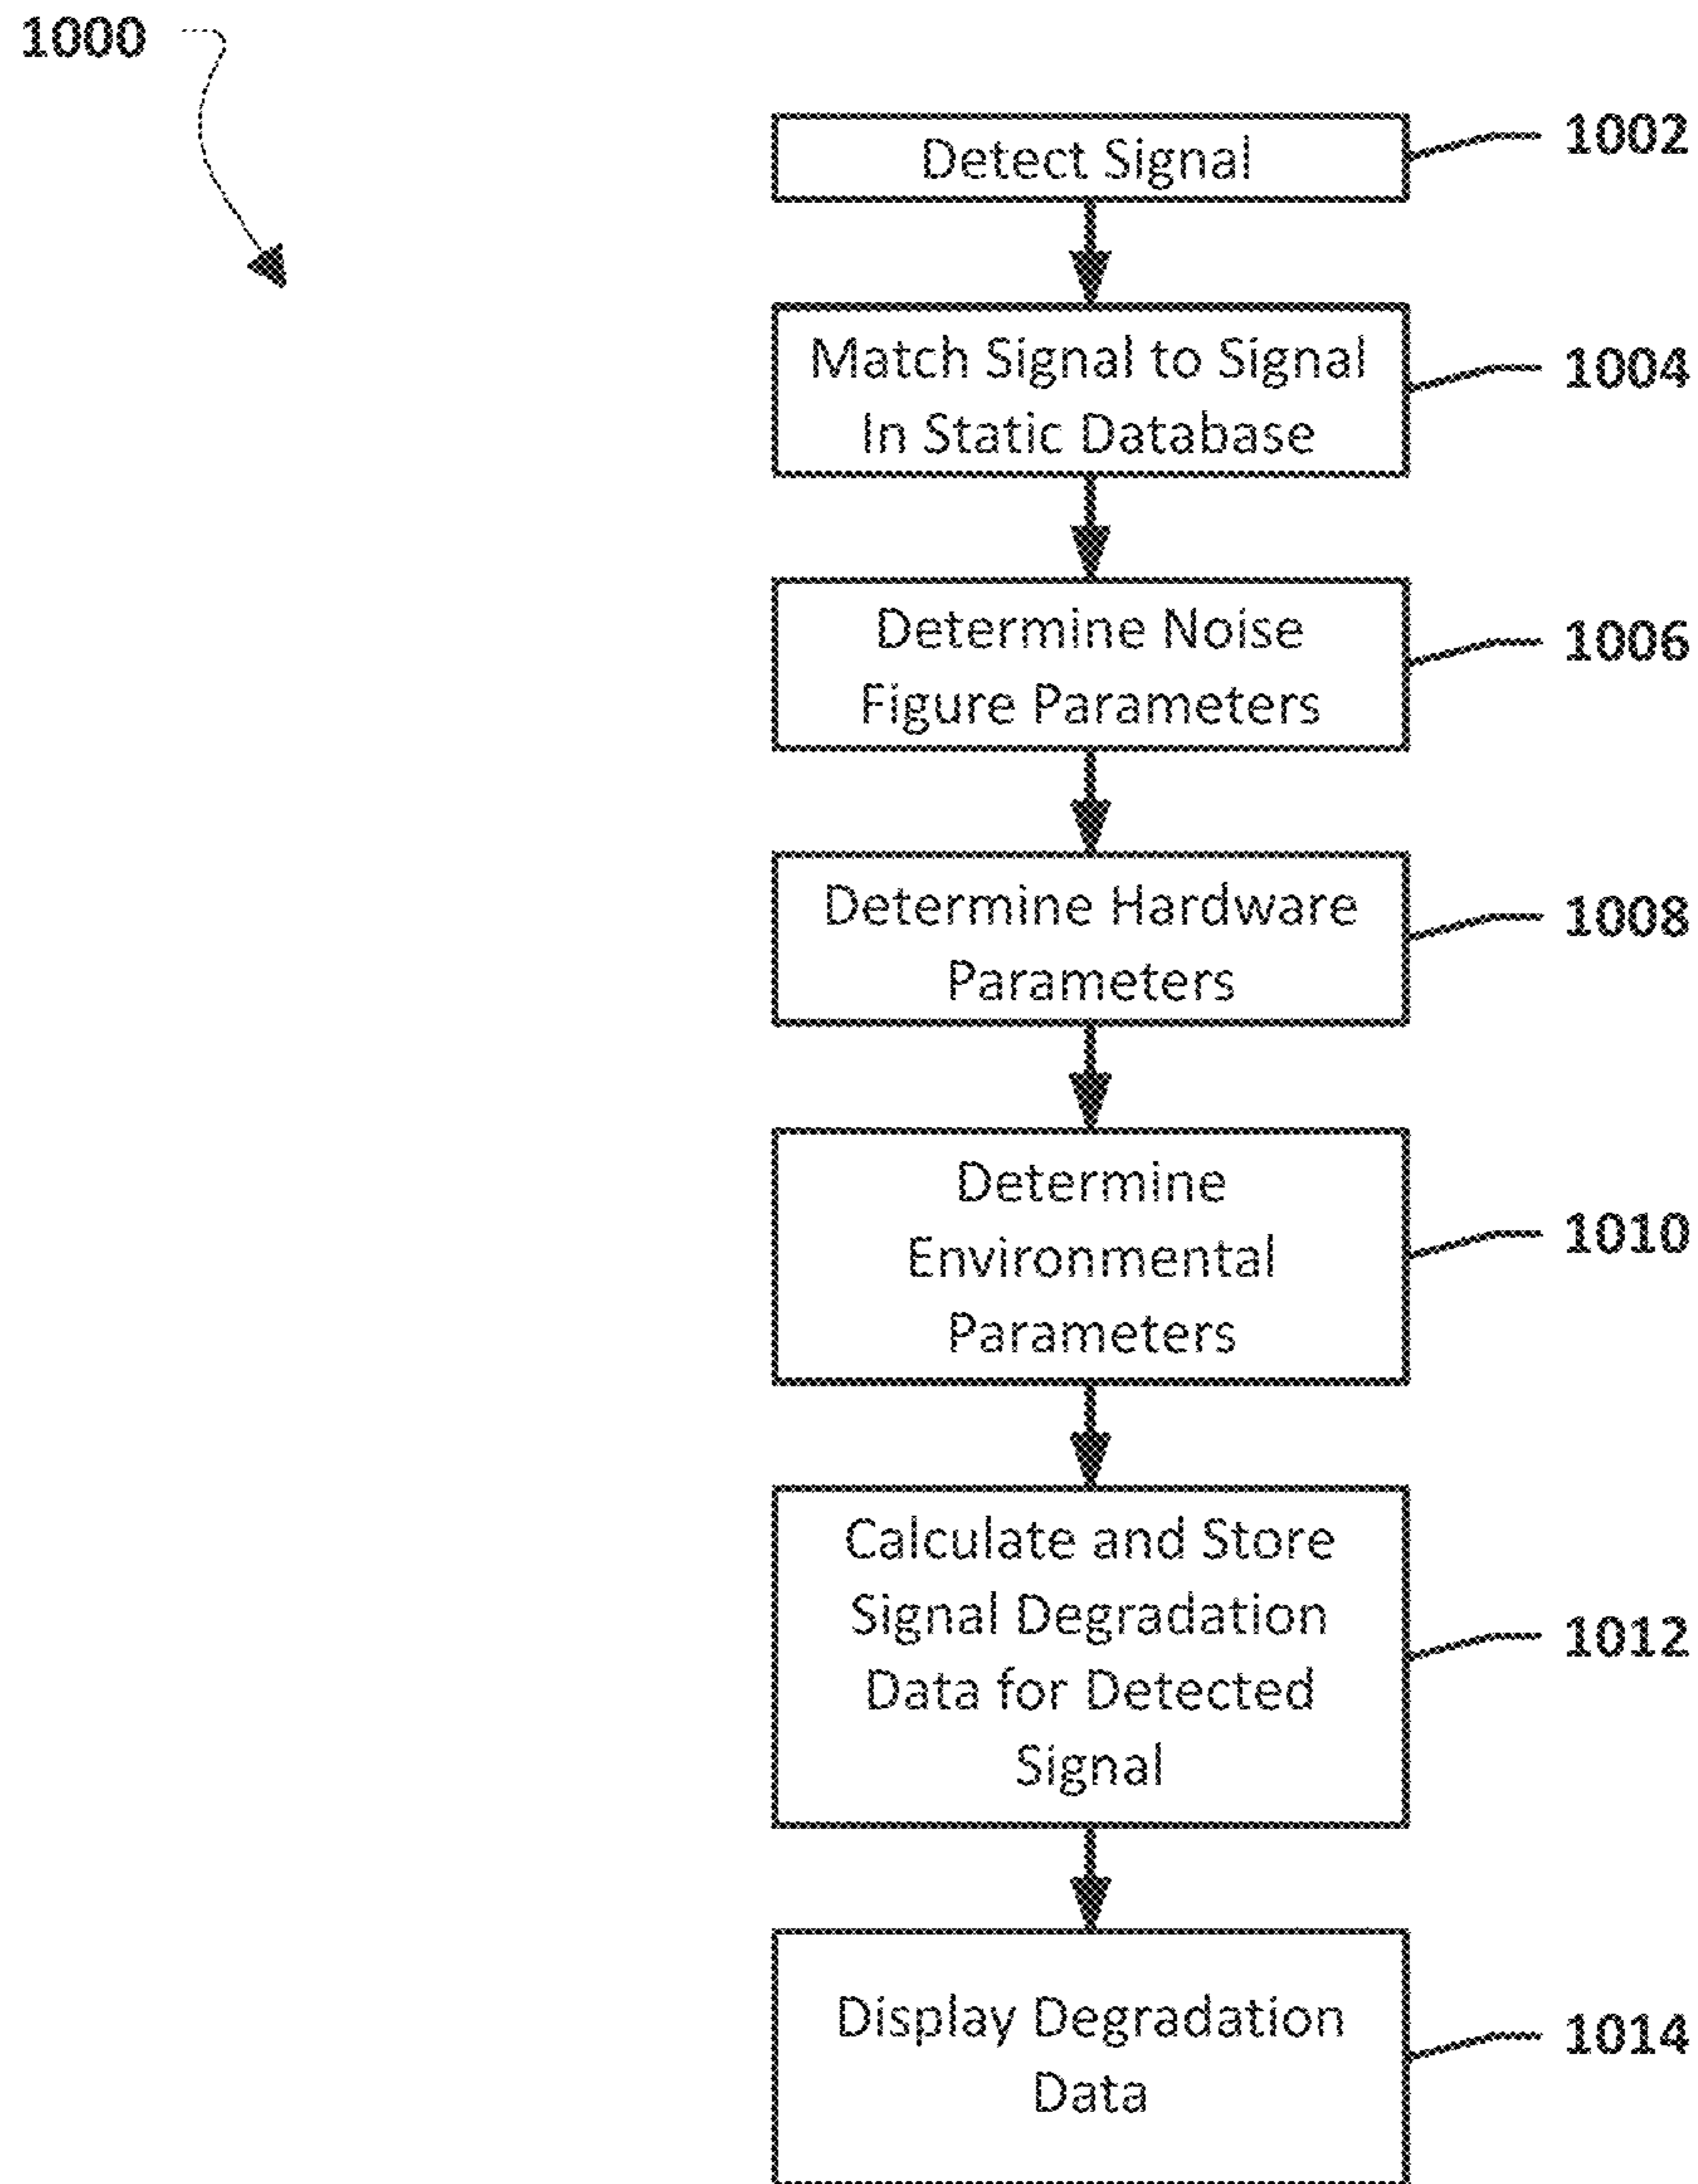 1000
Detect Signal
1002
Match Signal to Signal
In Static Database
1004
Determine Noise
Figure Parameters
1006
Determine Hardware
Parameters
1008
Determine
Environmental
Parameters
1010
Calculate and Store
Signal Degradation
Data for Detected
Signal
1012
Display Degradation
Data
1014